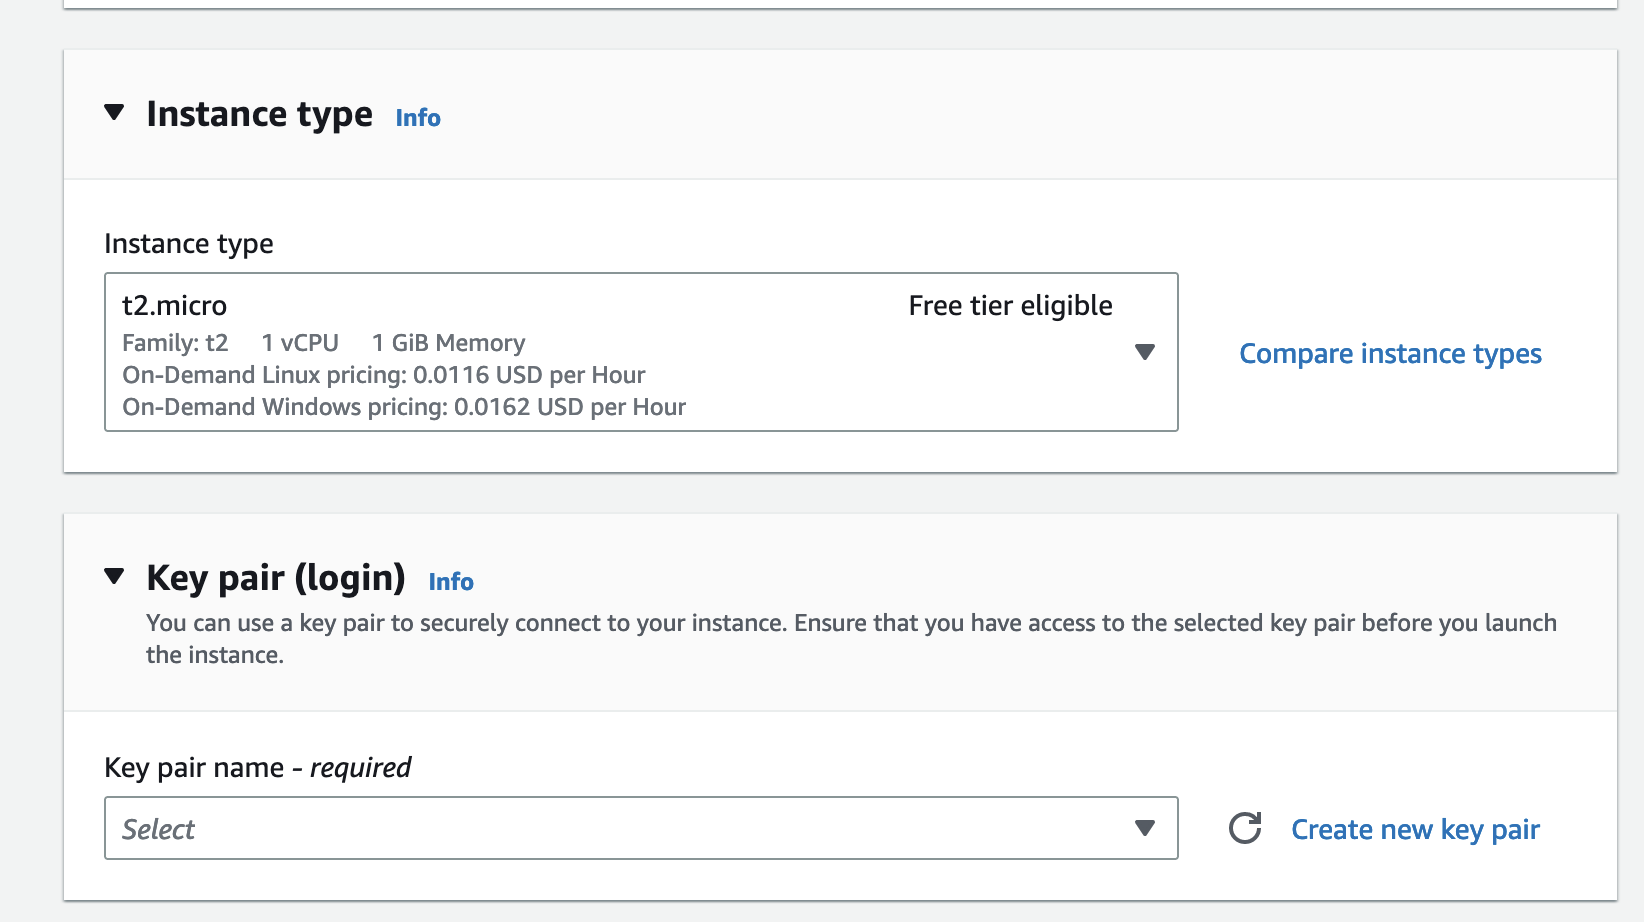 Instance type Info
Instance type
t2.micro Free tier eligible
Family: t2 1 vCPU 1 GiB Memory
On-Demand Linux pricing: 0.0116 USD per Hour
On-Demand Windows pricing: 0.0162 USD per Hour
Compare instance types
Key pair (login) Info
You can use a key pair to securely connect to your instance. Ensure that you have access to the selected key pair before you launch
the instance.
Key pair name - required
Select
Create new key pair